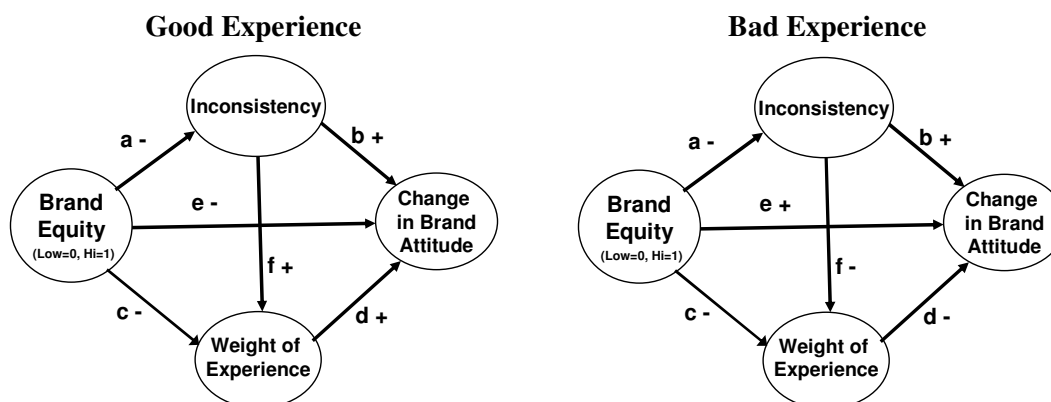 Good Experience
Inconsistency
a -
b +
Brand
Equity
(Low=0, Hi=1)
e -
Change
in Brand
Attitude
f +
c -
d +
Weight of
Experience
Bad Experience
Inconsistency
a -
b +
Brand
Equity
(Low=0, Hi=1)
e +
Change
in Brand
Attitude
f -
c -
d -
Weight of
Experience